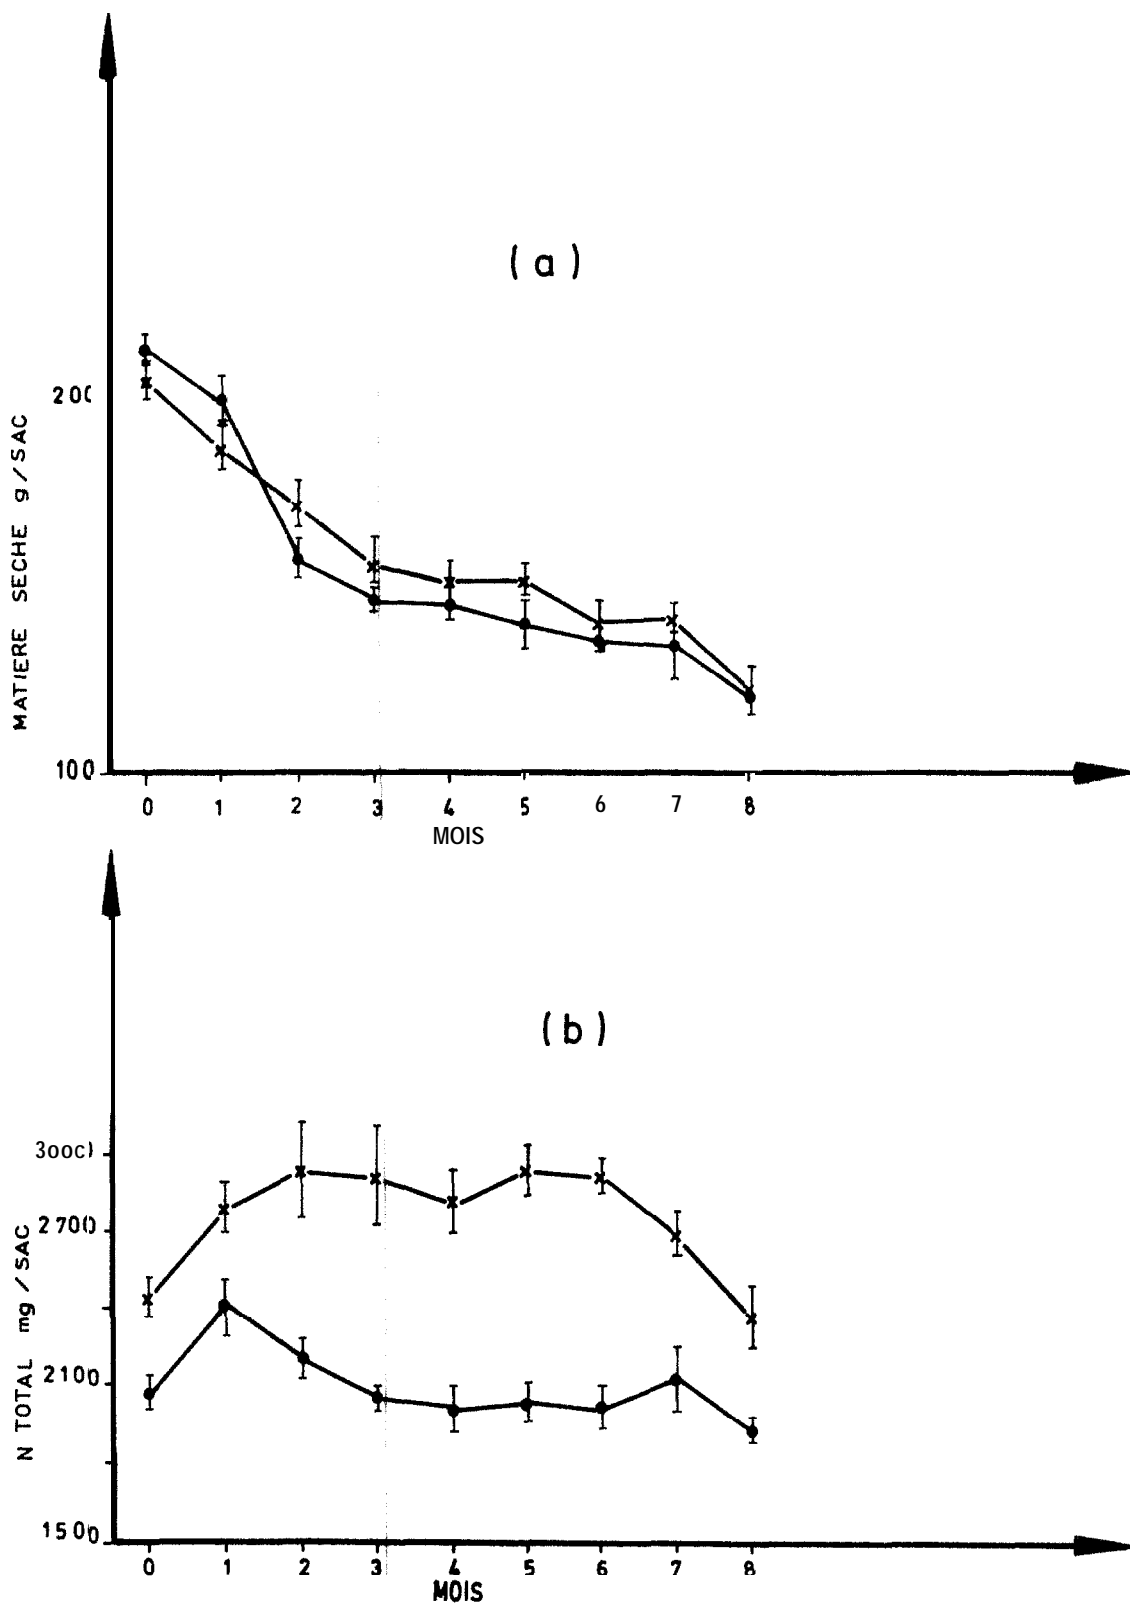 ( a )
200
MATIERE SECHE g/SAC
100
0 1 2 3 4 5 6 7 8
MOIS
( b )
3000
2700
N TOTAL mg/SAC
2100
1500
0 1 2 3 4 5 6 7 8
MOIS